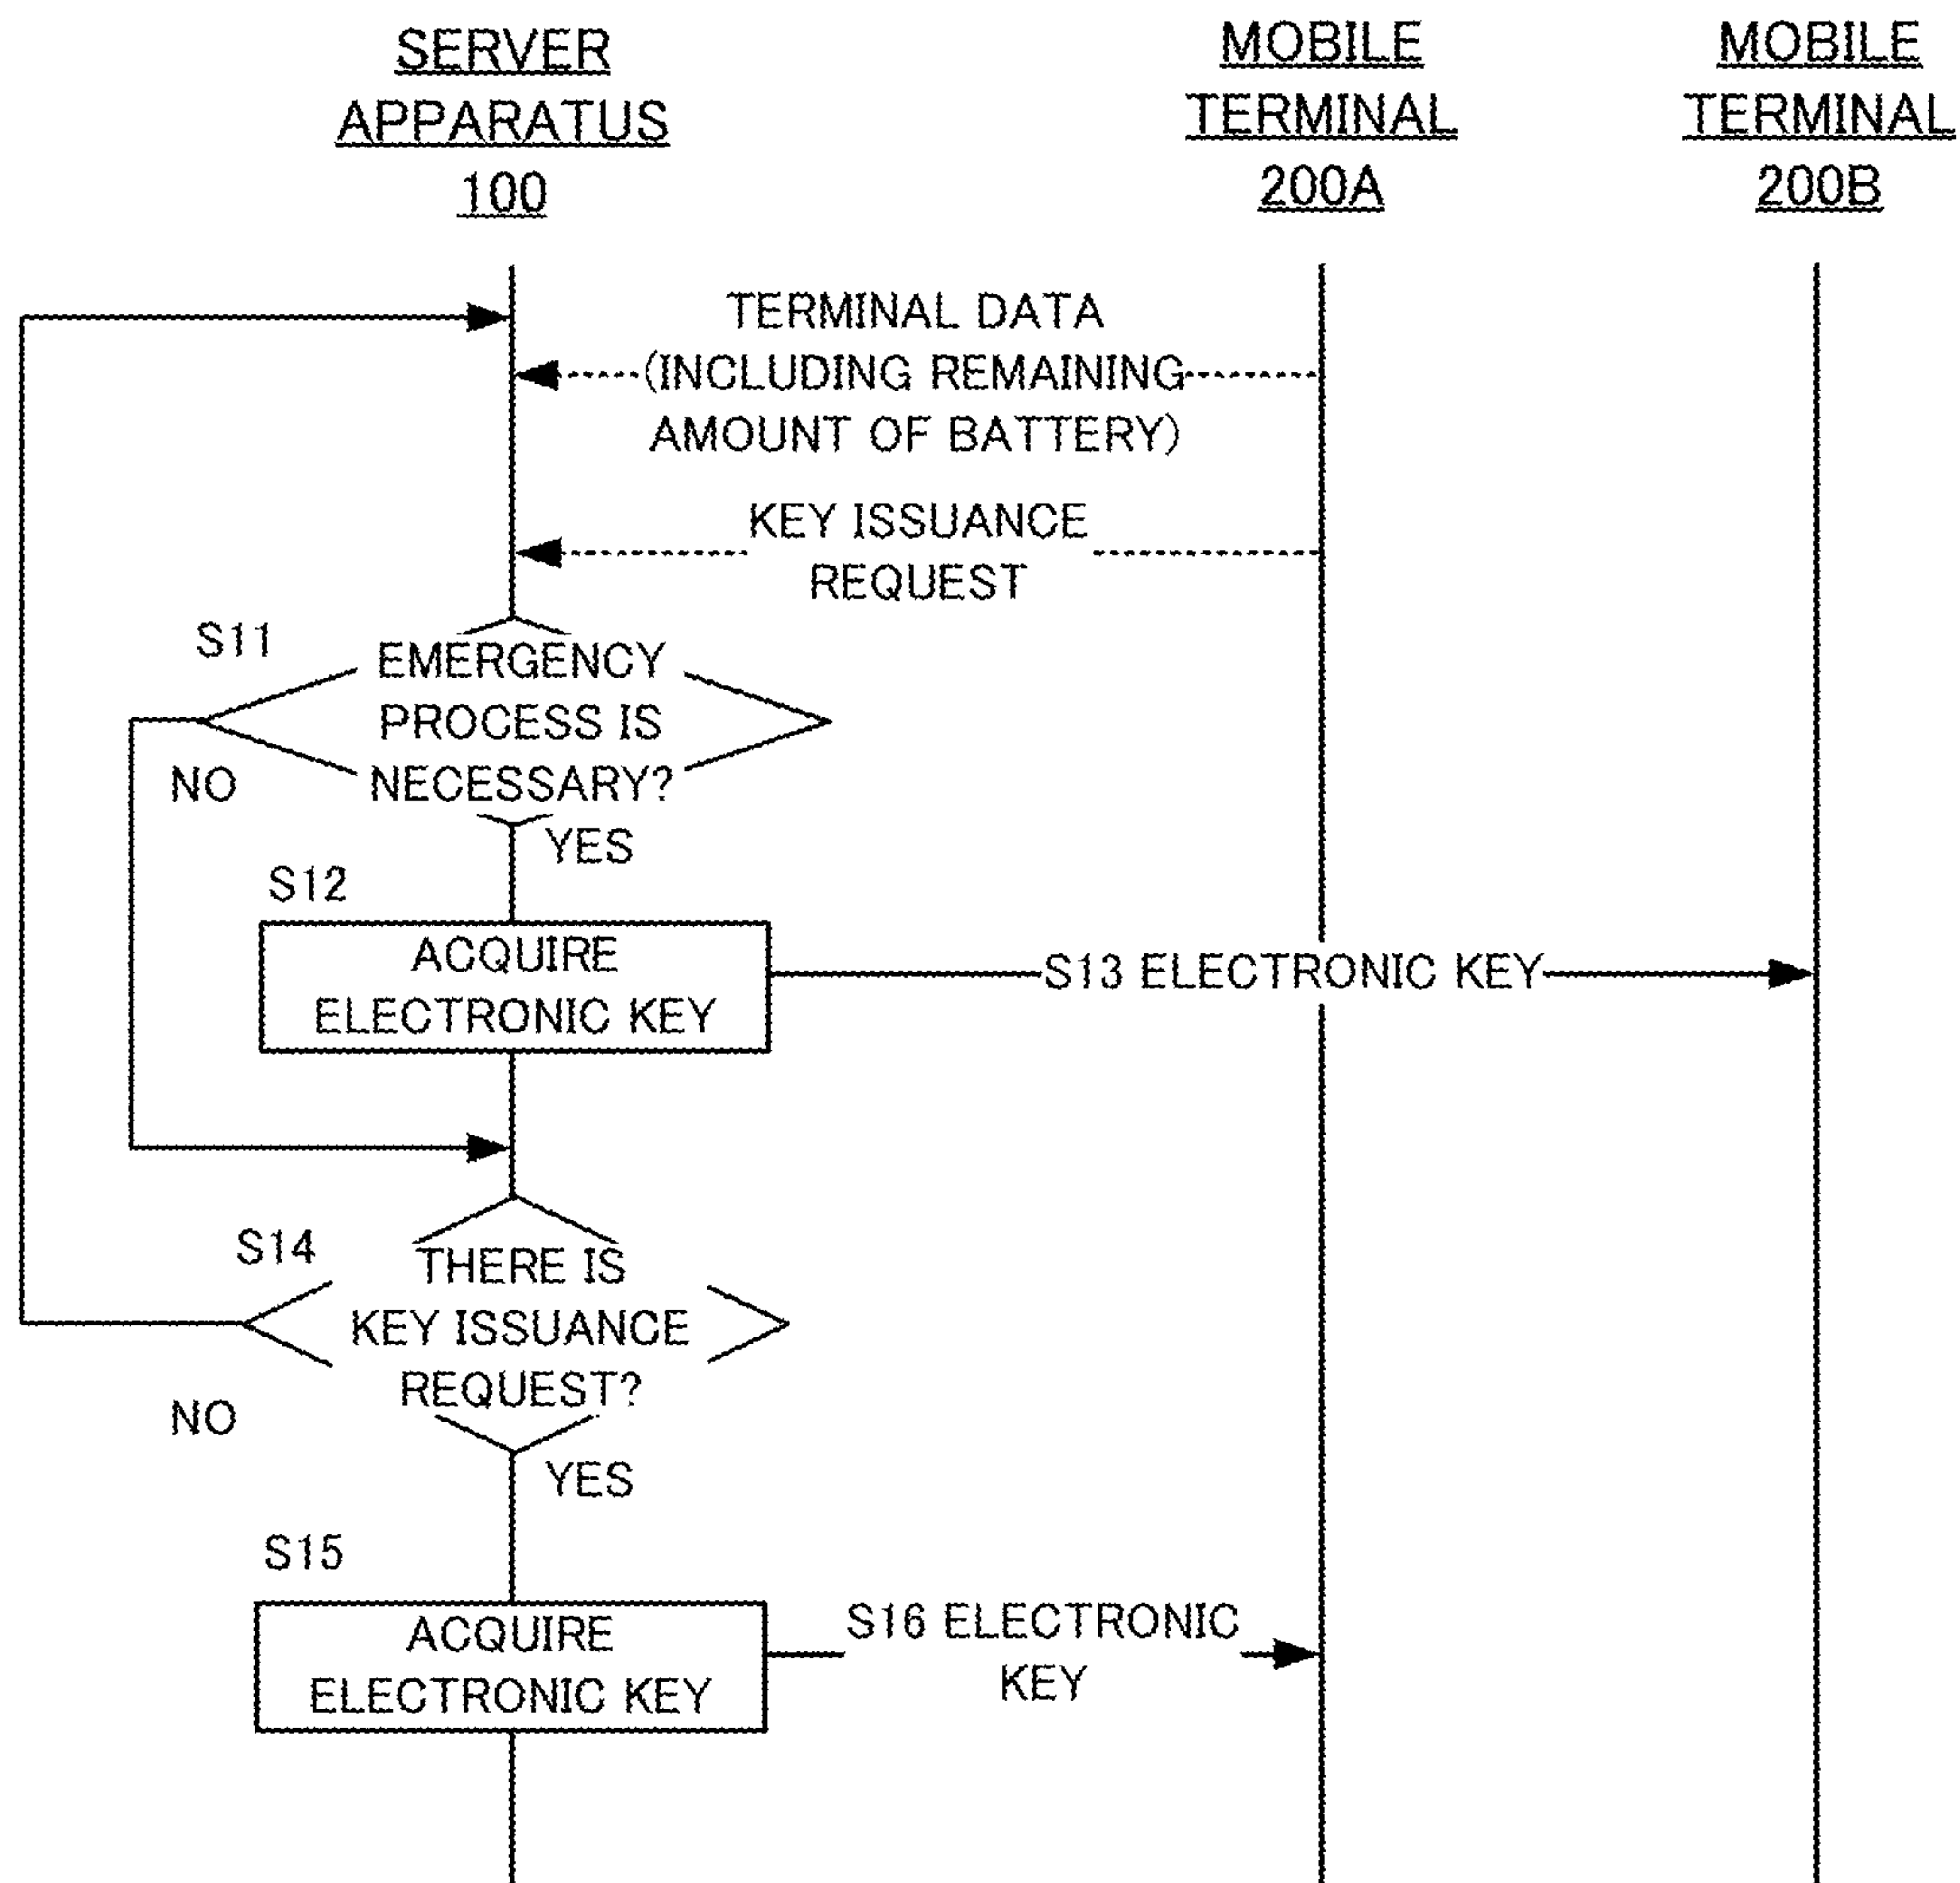 SERVER
APPARATUS
100
MOBILE
TERMINAL
200A
MOBILE
TERMINAL
200B
TERMINAL DATA
(INCLUDING REMAINING
AMOUNT OF BATTERY)
KEY ISSUANCE
REQUEST
S11
EMERGENCY
PROCESS IS
NECESSARY?
NO
YES
S12
ACQUIRE
ELECTRONIC KEY
S13 ELECTRONIC KEY
S14
THERE IS
KEY ISSUANCE
REQUEST?
NO
YES
S15
ACQUIRE
ELECTRONIC KEY
S16 ELECTRONIC
KEY